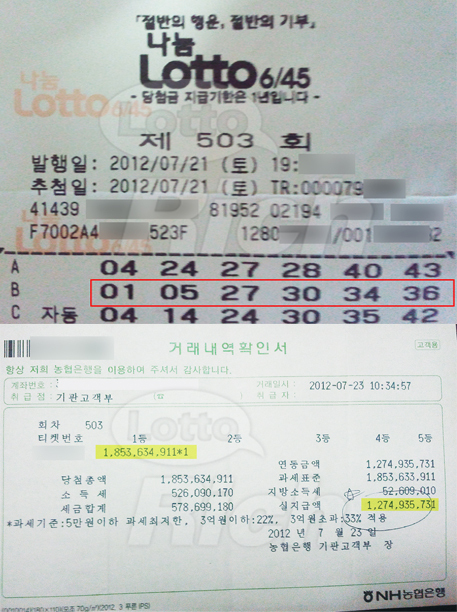 「절반의 행운, 절반의 기부」
나눔
Lotto 6/45
- 당첨금 지급기한은 1년입니다 -
제 503 회
발행일: 2012/07/21 (토) 19:
추첨일: 2012/07/21 (토) TR:000079
41439 81952 02194
F7002A4 523F 1280 /001 2
A 04 24 27 28 40 43
B 01 05 27 30 34 36
C 자동 04 14 24 30 35 42
거래내역확인서
고객용
항상 저희 농협은행을 이용하여 주셔서 감사합니다.
계좌번호: 거래일시: 2012-07-23 10:34:57
취급점: 기관고객부 (☎ ) 취급자:
회차 503
티켓번호 1등 2등 3등 4등 5등
1,853,634,911*1
연동금액 1,274,935,731
당첨총액 1,853,634,911 과세표준 1,853,633,911
소득세 526,090,170 지방소득세 52,609,010
세금합계 578,699,180 실지급액 1,274,935,731
*과세기준:5만원이하 과세최저한, 3억원이하:22%, 3억원초과:33% 적용
2012 년 7 월 23 일
농협은행 기관고객부 장
NH농협은행